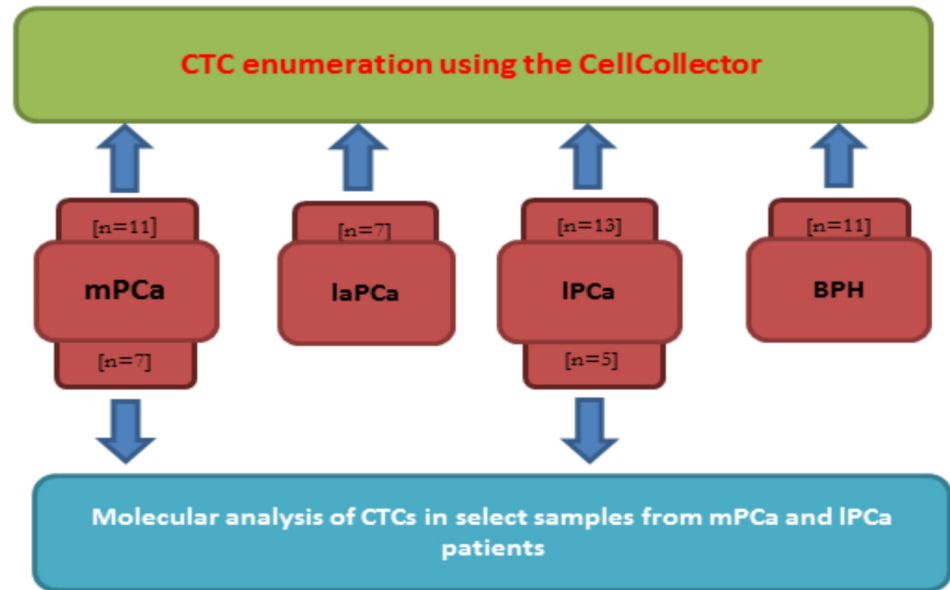 CTC enumeration using the CellCollector
[n=11]
[n=7]
[n=13]
[n=11]
mPCa
laPCa
lPCa
BPH
[n=7]
[n=5]
Molecular analysis of CTCs in select samples from mPCa and lPCa
patients